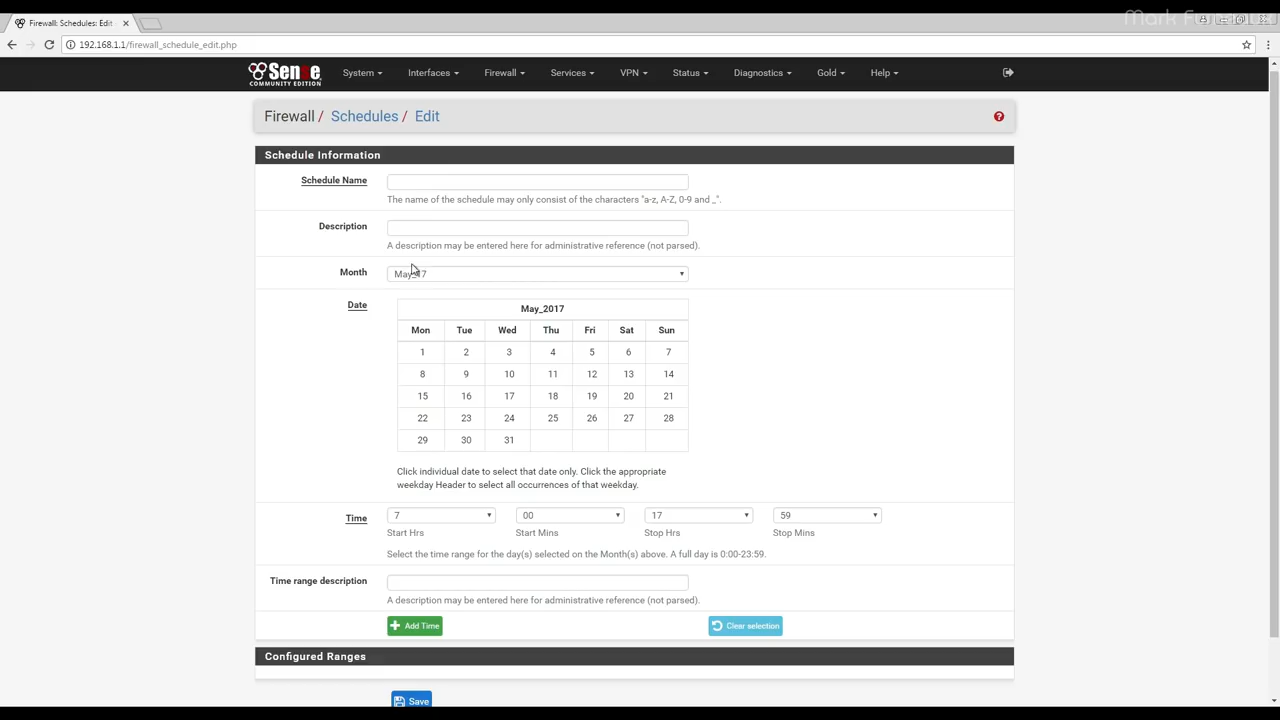 Firewall: Schedules: Edit
Mark Fu
192.168.1.1/firewall_schedule_edit.php
Sense
COMMUNITY EDITION
System Interfaces Firewall Services VPN Status Diagnostics Gold Help
Firewall / Schedules / Edit
Schedule Information
Schedule Name
The name of the schedule may only consist of the characters "a-z, A-Z, 0-9 and _".
Description
A description may be entered here for administrative reference (not parsed).
Month
May_17
Date
May_2017
Mon Tue Wed Thu Fri Sat Sun
1 2 3 4 5 6 7
8 9 10 11 12 13 14
15 16 17 18 19 20 21
22 23 24 25 26 27 28
29 30 31
Click individual date to select that date only. Click the appropriate
weekday Header to select all occurrences of that weekday.
Time
7 00 17 59
Start Hrs Start Mins Stop Hrs Stop Mins
Select the time range for the day(s) selected on the Month(s) above. A full day is 0:00-23:59.
Time range description
A description may be entered here for administrative reference (not parsed).
Add Time
Clear selection
Configured Ranges
Save